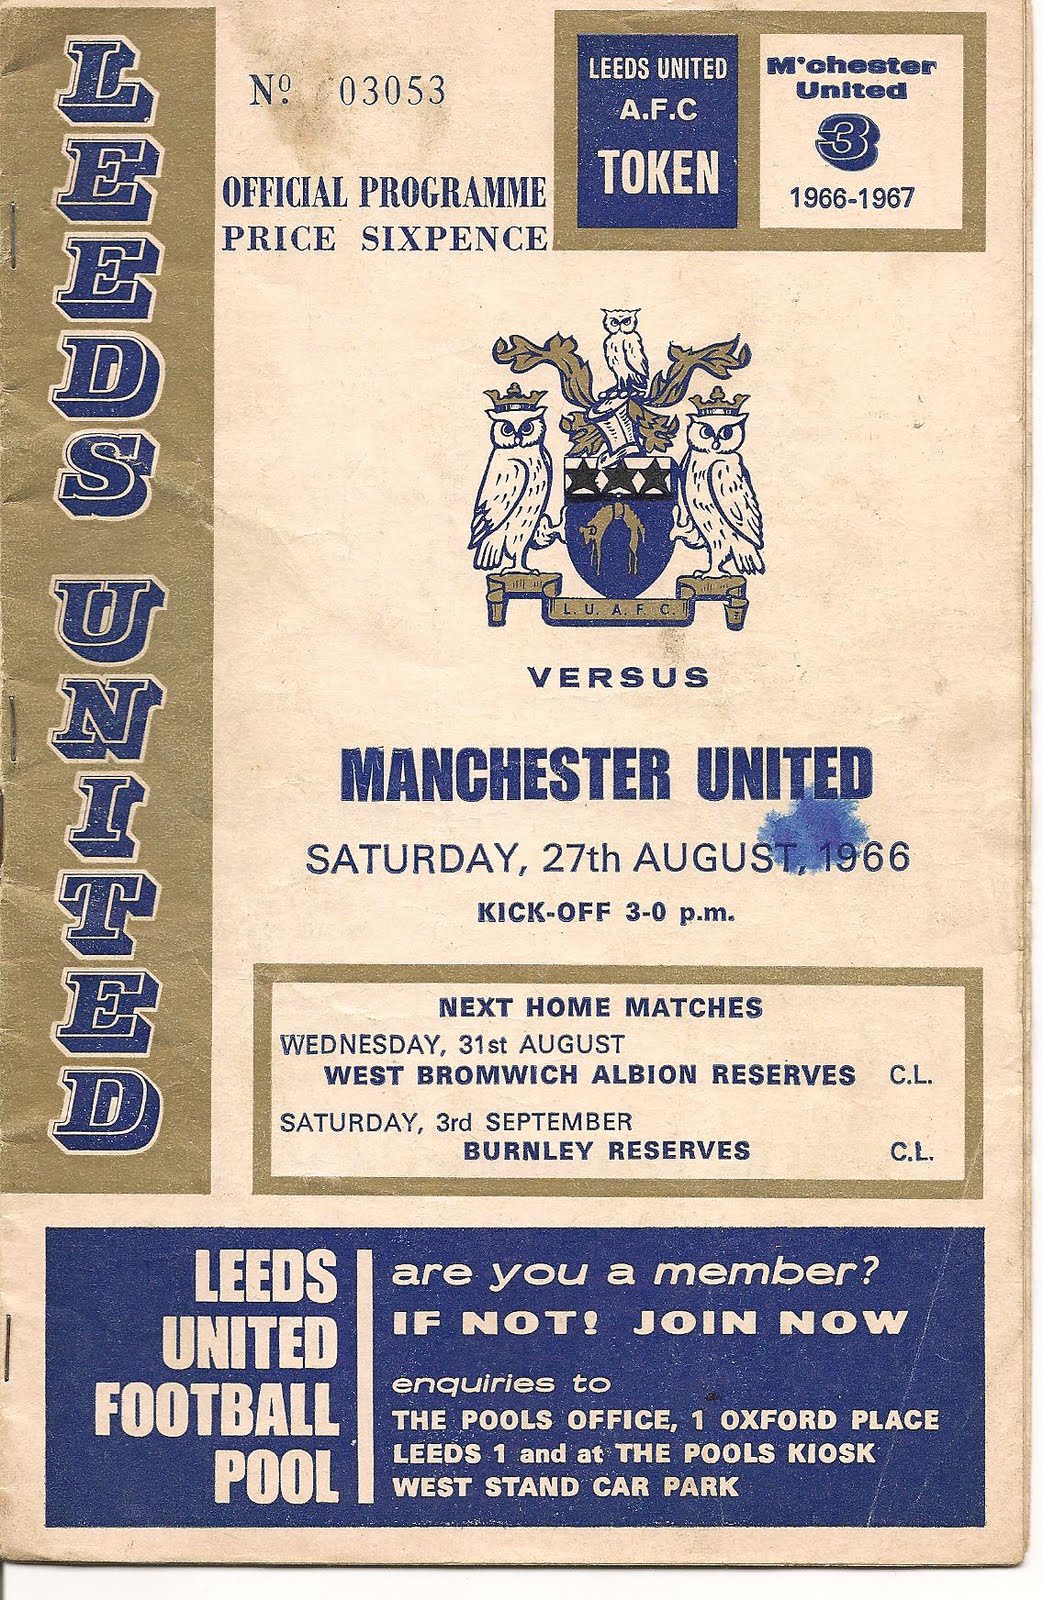 LEEDS UNITED
Nº 03053
OFFICIAL PROGRAMME
PRICE SIXPENCE
LEEDS UNITED
A.F.C
TOKEN
M'chester
United
3
1966-1967
L. U. A. F. C.
VERSUS
MANCHESTER UNITED
SATURDAY, 27th AUGUST, 1966
KICK-OFF 3-0 p.m.
NEXT HOME MATCHES
WEDNESDAY, 31st AUGUST
WEST BROMWICH ALBION RESERVES C.L.
SATURDAY, 3rd SEPTEMBER
BURNLEY RESERVES C.L.
LEEDS
UNITED
FOOTBALL
POOL
are you a member?
IF NOT! JOIN NOW
enquiries to
THE POOLS OFFICE, 1 OXFORD PLACE
LEEDS 1 and at THE POOLS KIOSK
WEST STAND CAR PARK